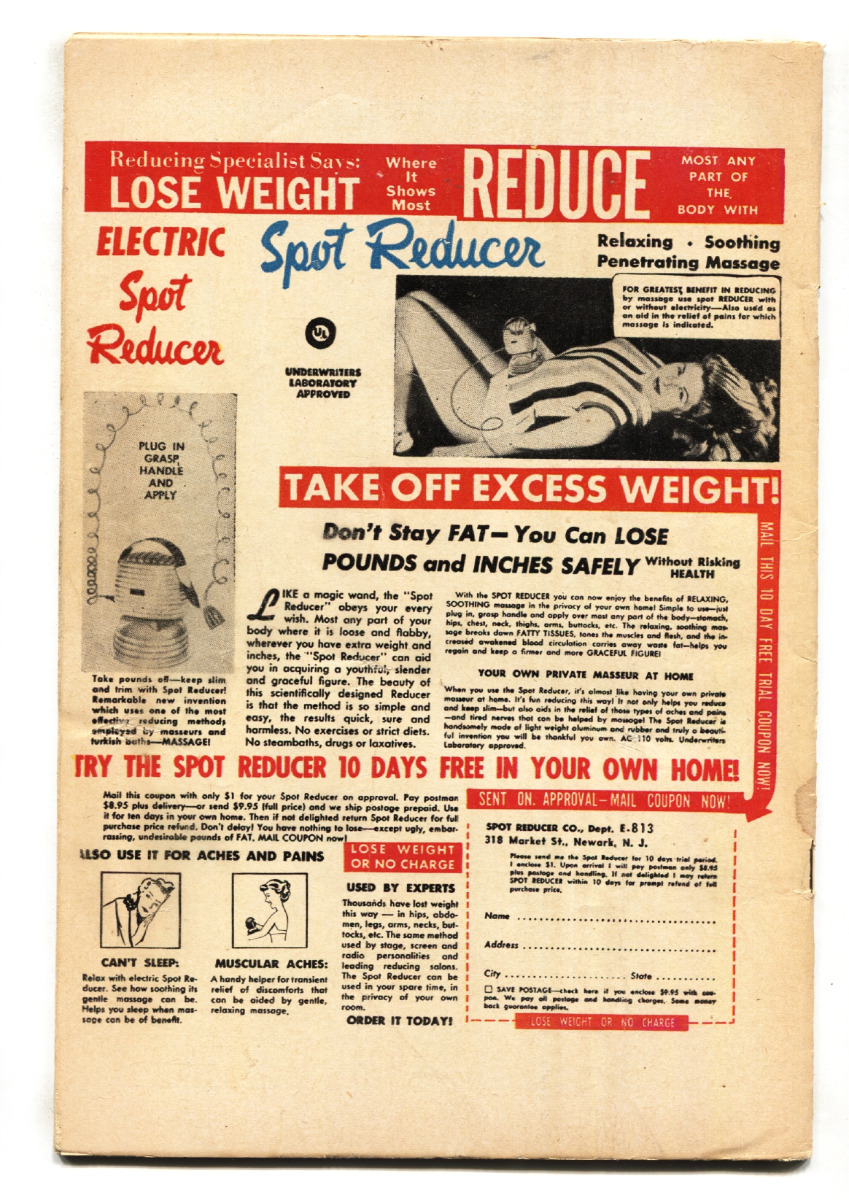 Reducing Specialist Says:
LOSE WEIGHT
Where
It
Shows
Most
REDUCE
MOST ANY
PART OF
THE
BODY WITH
ELECTRIC
Spot
Reducer
Spot Reducer
Relaxing • Soothing
Penetrating Massage
UL
UNDERWRITERS
LABORATORY
APPROVED
FOR GREATEST BENEFIT IN REDUCING
by massage use spot REDUCER with
or without electricity—Also used as
an aid in the relief of pains for which
massage is indicated.
PLUG IN
GRASP
HANDLE
AND
APPLY
TAKE OFF EXCESS WEIGHT!
Don't Stay FAT—You Can LOSE
POUNDS and INCHES SAFELY Without Risking
HEALTH
MAIL THIS 10 DAY FREE TRIAL COUPON NOW!
Take pounds off—keep slim
and trim with Spot Reducer!
Remarkable new invention
which uses one of the most
effective reducing methods
employed by masseurs and
turkish baths—MASSAGE!
LIKE a magic wand, the "Spot
Reducer" obeys your every
wish. Most any part of your
body where it is loose and flabby,
wherever you have extra weight and
inches, the "Spot Reducer" can aid
you in acquiring a youthful, slender
and graceful figure. The beauty of
this scientifically designed Reducer
is that the method is so simple and
easy, the results quick, sure and
harmless. No exercises or strict diets.
No steambaths, drugs or laxatives.
With the SPOT REDUCER you can now enjoy the benefits of RELAXING,
SOOTHING massage in the privacy of your own home! Simple to use—just
plug in, grasp handle and apply over most any part of the body—stomach,
hips, chest, neck, thighs, arms, buttocks, etc. The relaxing, soothing mas-
sage breaks down FATTY TISSUES, tones the muscles and flesh, and the in-
creased awakened blood circulation carries away waste fat—helps you
regain and keep a firmer and more GRACEFUL FIGURE!
YOUR OWN PRIVATE MASSEUR AT HOME
When you use the Spot Reducer, it's almost like having your own private
masseur at home. It's fun reducing this way! It not only helps you reduce
and keep slim—but also aids in the relief of those types of aches and pains
—and tired nerves that can be helped by massage! The Spot Reducer is
handsomely made of light weight aluminum and rubber and truly a beauti-
ful invention you will be thankful you own. AC 110 volts. Underwriters
Laboratory approved.
TRY THE SPOT REDUCER 10 DAYS FREE IN YOUR OWN HOME!
Mail this coupon with only $1 for your Spot Reducer on approval. Pay postman
$8.95 plus delivery—or send $9.95 (full price) and we ship postage prepaid. Use
it for ten days in your own home. Then if not delighted return Spot Reducer for full
purchase price refund. Don't delay! You have nothing to lose—except ugly, embar-
rassing, undesirable pounds of FAT. MAIL COUPON now!
ALSO USE IT FOR ACHES AND PAINS
CAN'T SLEEP:
Relax with electric Spot Re-
ducer. See how soothing its
gentle massage can be.
Helps you sleep when mas-
sage can be of benefit.
MUSCULAR ACHES:
A handy helper for transient
relief of discomforts that
can be aided by gentle,
relaxing massage.
LOSE WEIGHT
OR NO CHARGE
USED BY EXPERTS
Thousands have lost weight
this way — in hips, abdo-
men, legs, arms, necks, but-
tocks, etc. The same method
used by stage, screen and
radio personalities and
leading reducing salons.
The Spot Reducer can be
used in your spare time, in
the privacy of your own
room.
ORDER IT TODAY!
SENT ON APPROVAL—MAIL COUPON NOW!
SPOT REDUCER CO., Dept. E-813
318 Market St., Newark, N. J.
Please send me the Spot Reducer for 10 days trial period.
I enclose $1. Upon arrival I will pay postman only $8.95
plus postage and handling. If not delighted I may return
SPOT REDUCER within 10 days for prompt refund of full
purchase price.
Name
Address
City State
SAVE POSTAGE—check here if you enclose $9.95 with cou-
pon. We pay all postage and handling charges. Same money
back guarantee applies.
LOSE WEIGHT OR NO CHARGE